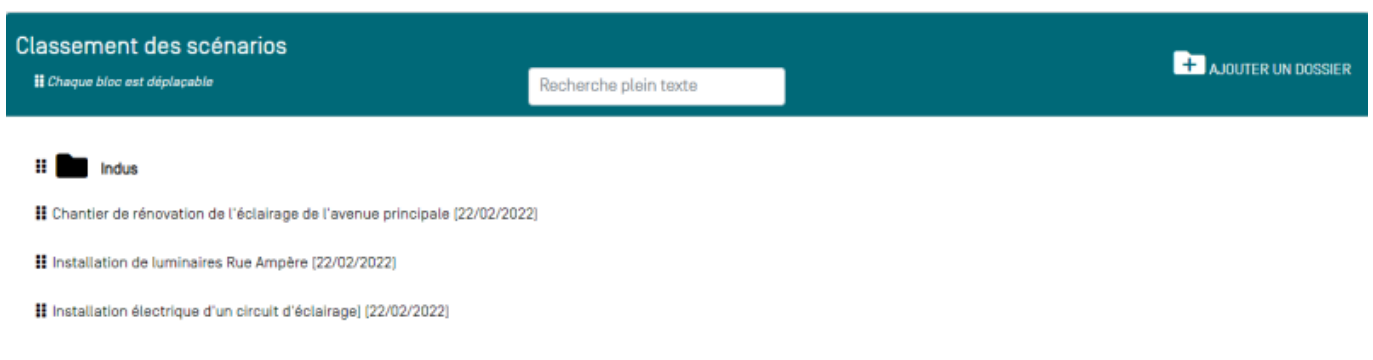 Classement des scénarios
Chaque bloc est déplaçable
Recherche plein texte
AJOUTER UN DOSSIER
Indus
Chantier de rénovation de l'éclairage de l'avenue principale (22/02/2022)
Installation de luminaires Rue Ampère (22/02/2022)
Installation électrique d'un circuit d'éclairage) (22/02/2022)